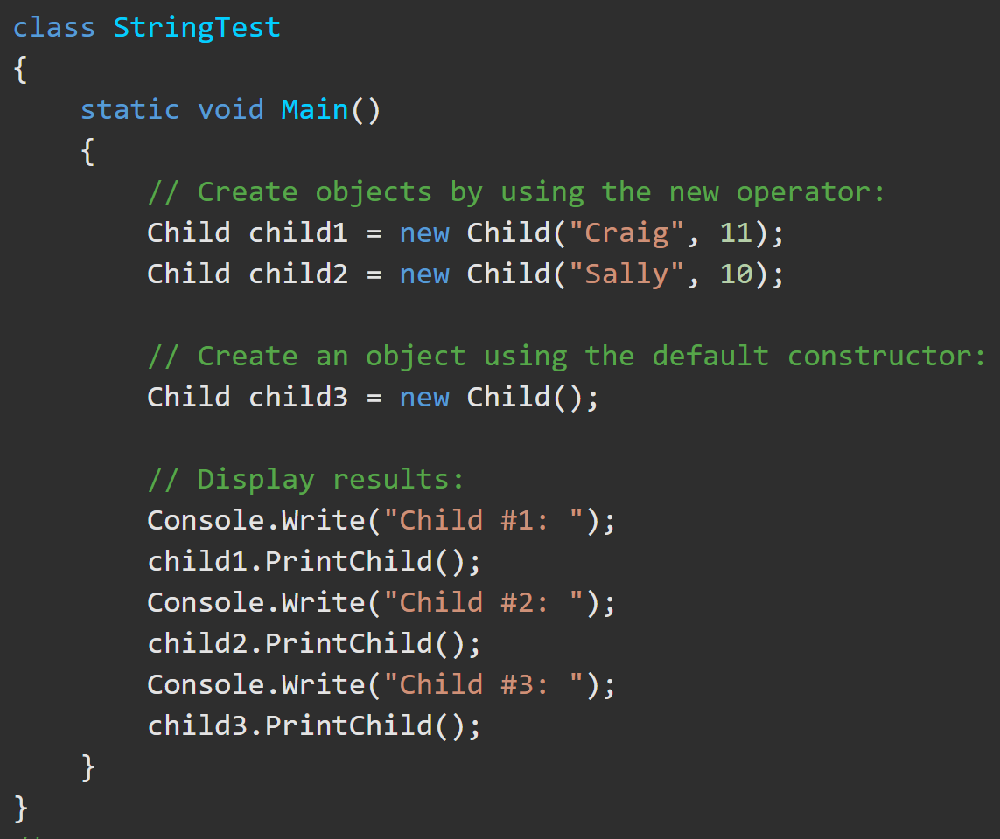 class StringTest
{
    static void Main()
    {
        // Create objects by using the new operator:
        Child child1 = new Child("Craig", 11);
        Child child2 = new Child("Sally", 10);

        // Create an object using the default constructor:
        Child child3 = new Child();

        // Display results:
        Console.Write("Child #1: ");
        child1.PrintChild();
        Console.Write("Child #2: ");
        child2.PrintChild();
        Console.Write("Child #3: ");
        child3.PrintChild();
    }
}